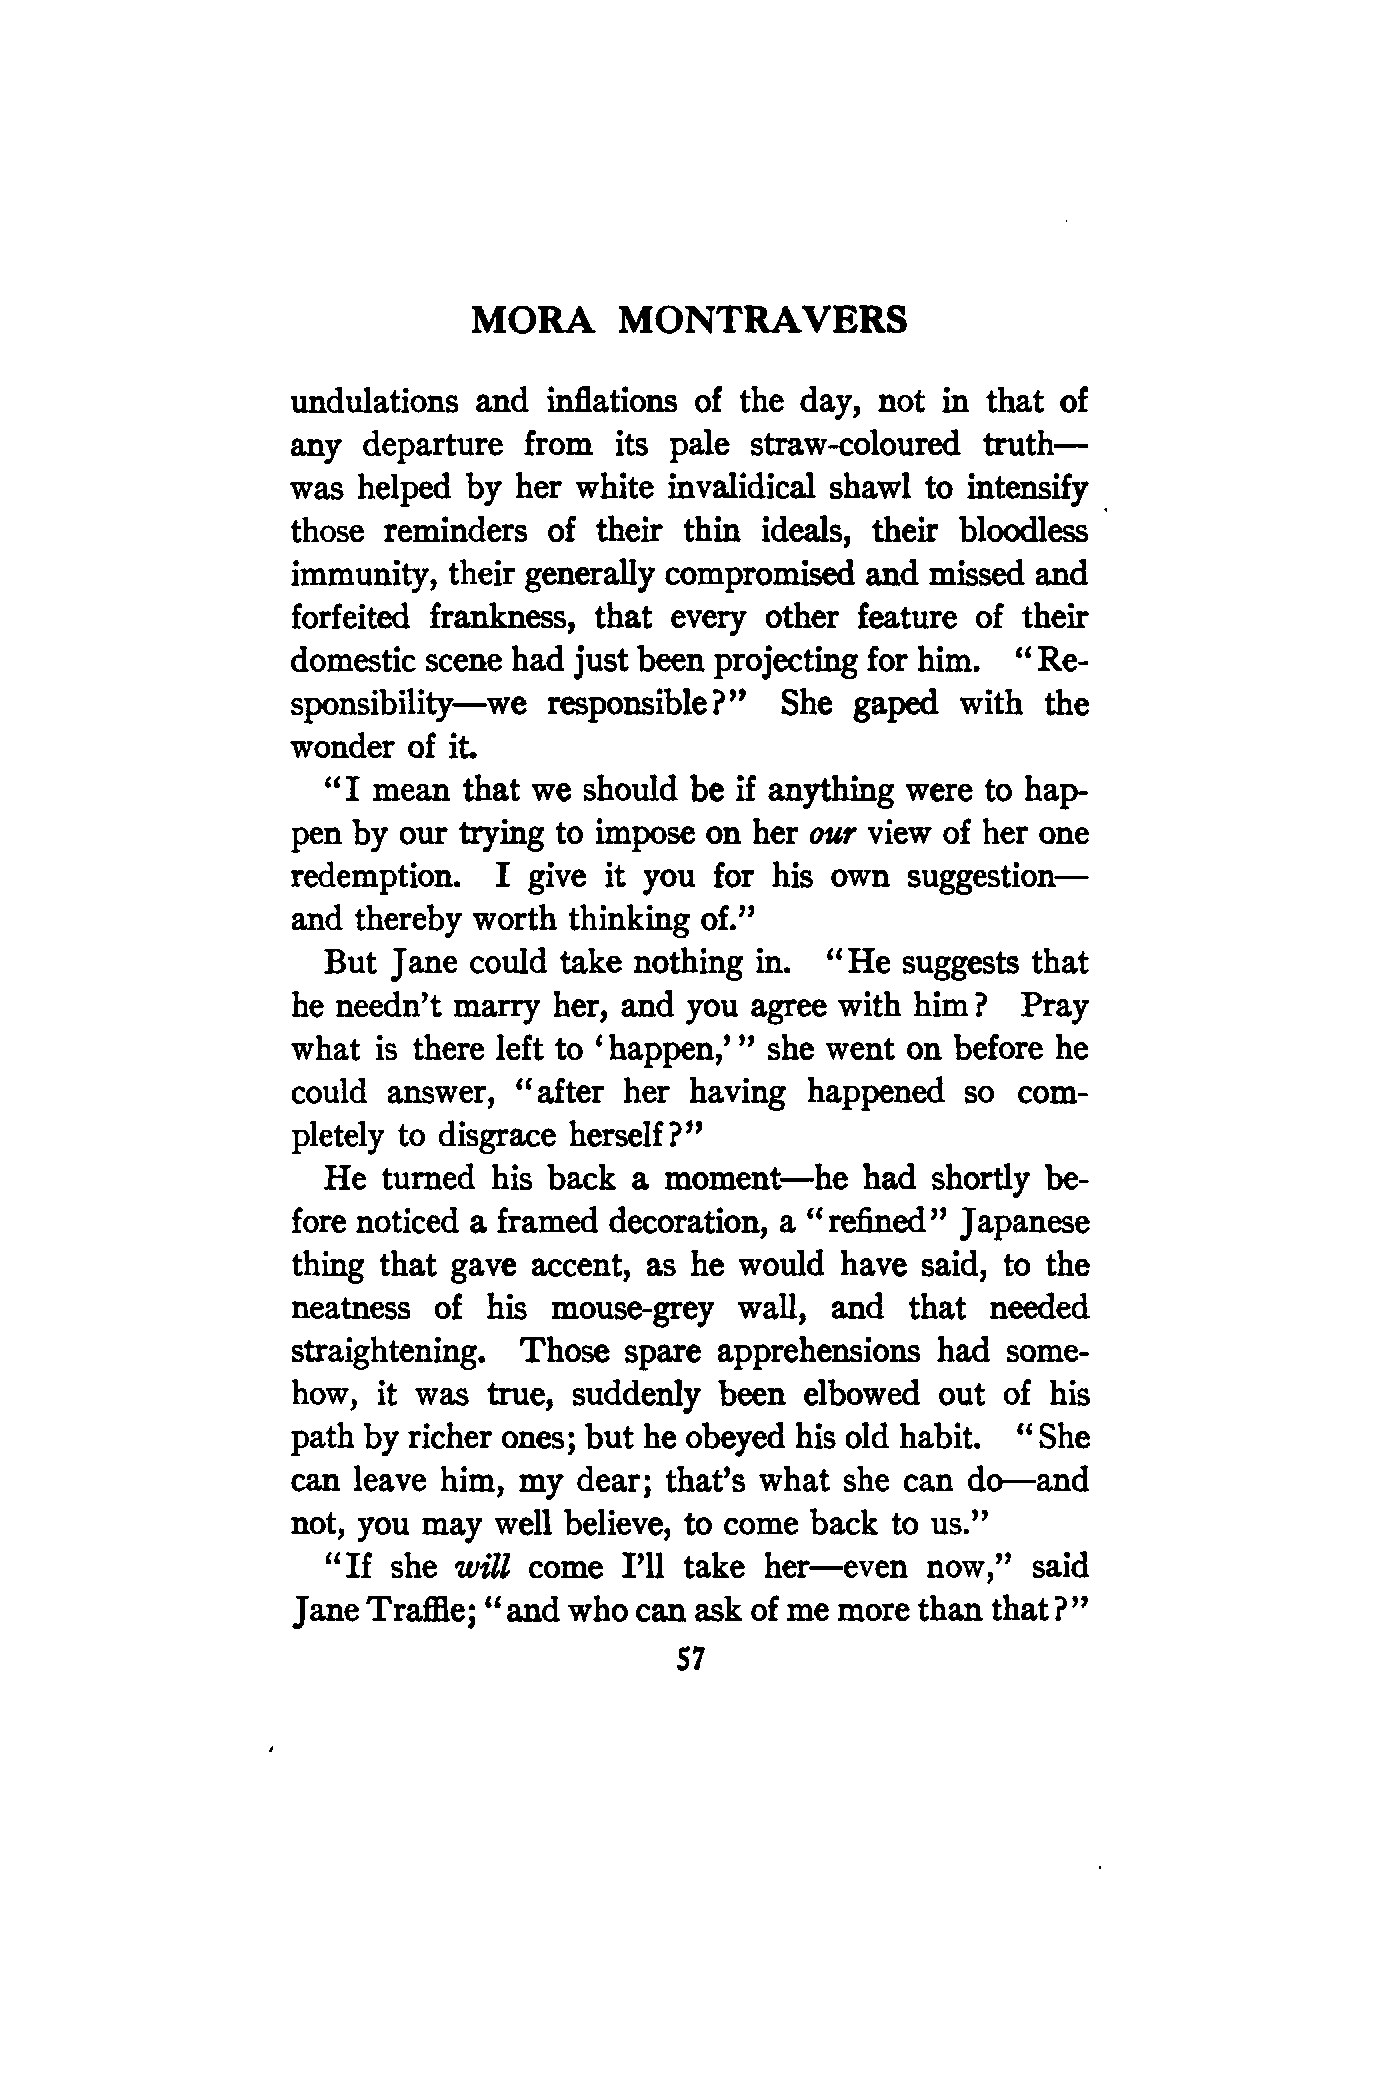 MORA MONTRAVERS
undulations and inflations of the day, not in that of
any departure from its pale straw-coloured truth—
was helped by her white invalidical shawl to intensify
those reminders of their thin ideals, their bloodless
immunity, their generally compromised and missed and
forfeited frankness, that every other feature of their
domestic scene had just been projecting for him. “Re-
sponsibility—we responsible?” She gaped with the
wonder of it.
“I mean that we should be if anything were to hap-
pen by our trying to impose on her our view of her one
redemption. I give it you for his own suggestion—
and thereby worth thinking of.”
But Jane could take nothing in. “He suggests that
he needn’t marry her, and you agree with him? Pray
what is there left to ‘happen,’” she went on before he
could answer, “after her having happened so com-
pletely to disgrace herself?”
He turned his back a moment—he had shortly be-
fore noticed a framed decoration, a “refined” Japanese
thing that gave accent, as he would have said, to the
neatness of his mouse-grey wall, and that needed
straightening. Those spare apprehensions had some-
how, it was true, suddenly been elbowed out of his
path by richer ones; but he obeyed his old habit. “She
can leave him, my dear; that’s what she can do—and
not, you may well believe, to come back to us.”
“If she will come I’ll take her—even now,” said
Jane Traffle; “and who can ask of me more than that?”
57